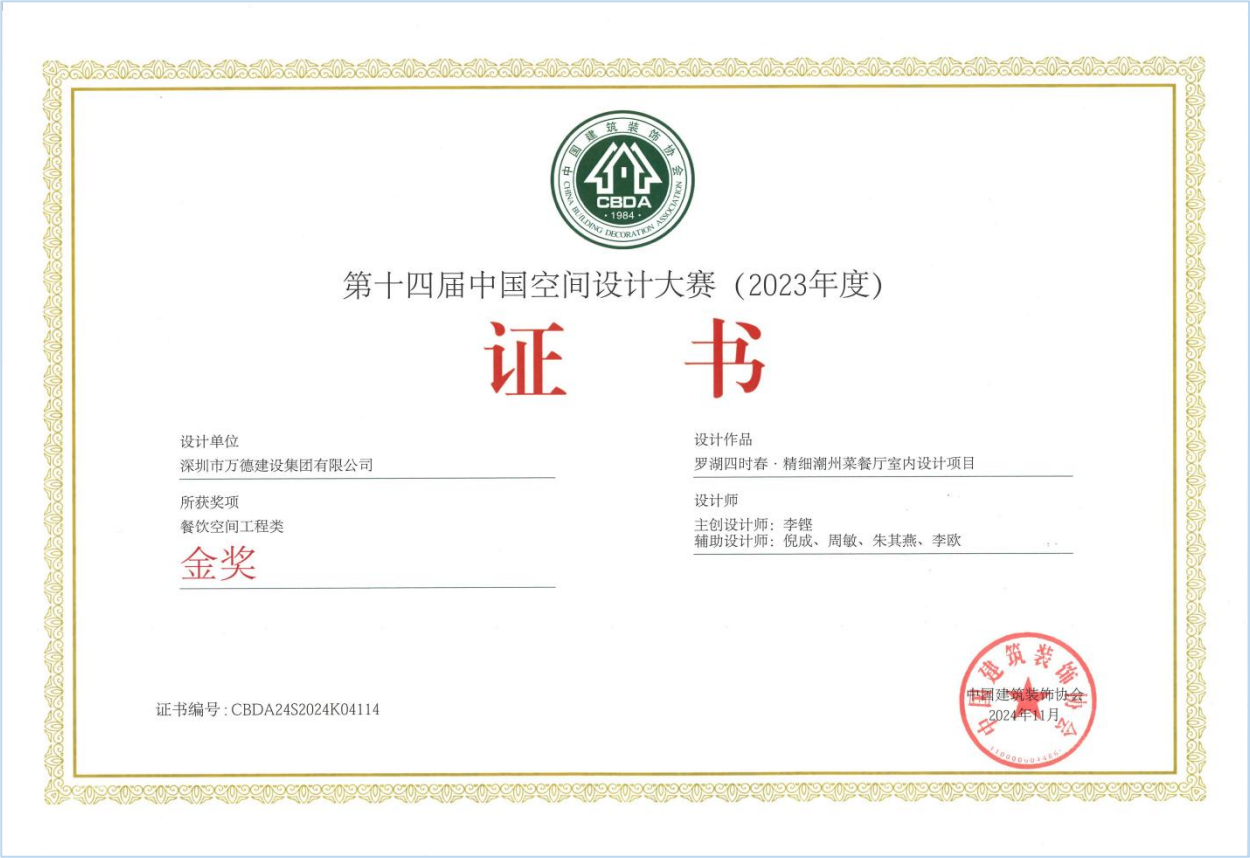 中国建筑装饰协会
CBDA
·1984·
CHINA BUILDING DECORATION ASSOCIATION
第十四届中国空间设计大赛（2023年度）
证 书
设计单位
深圳市万德建设集团有限公司
所获奖项
餐饮空间工程类
金奖
设计作品
罗湖四时春·精细潮州菜餐厅室内设计项目
设计师
主创设计师：李铿
辅助设计师：倪成、周敏、朱其燕、李欧
证书编号:CBDA24S2024K04114
中国建筑装饰协会
2024年11月
中国建筑装饰协会